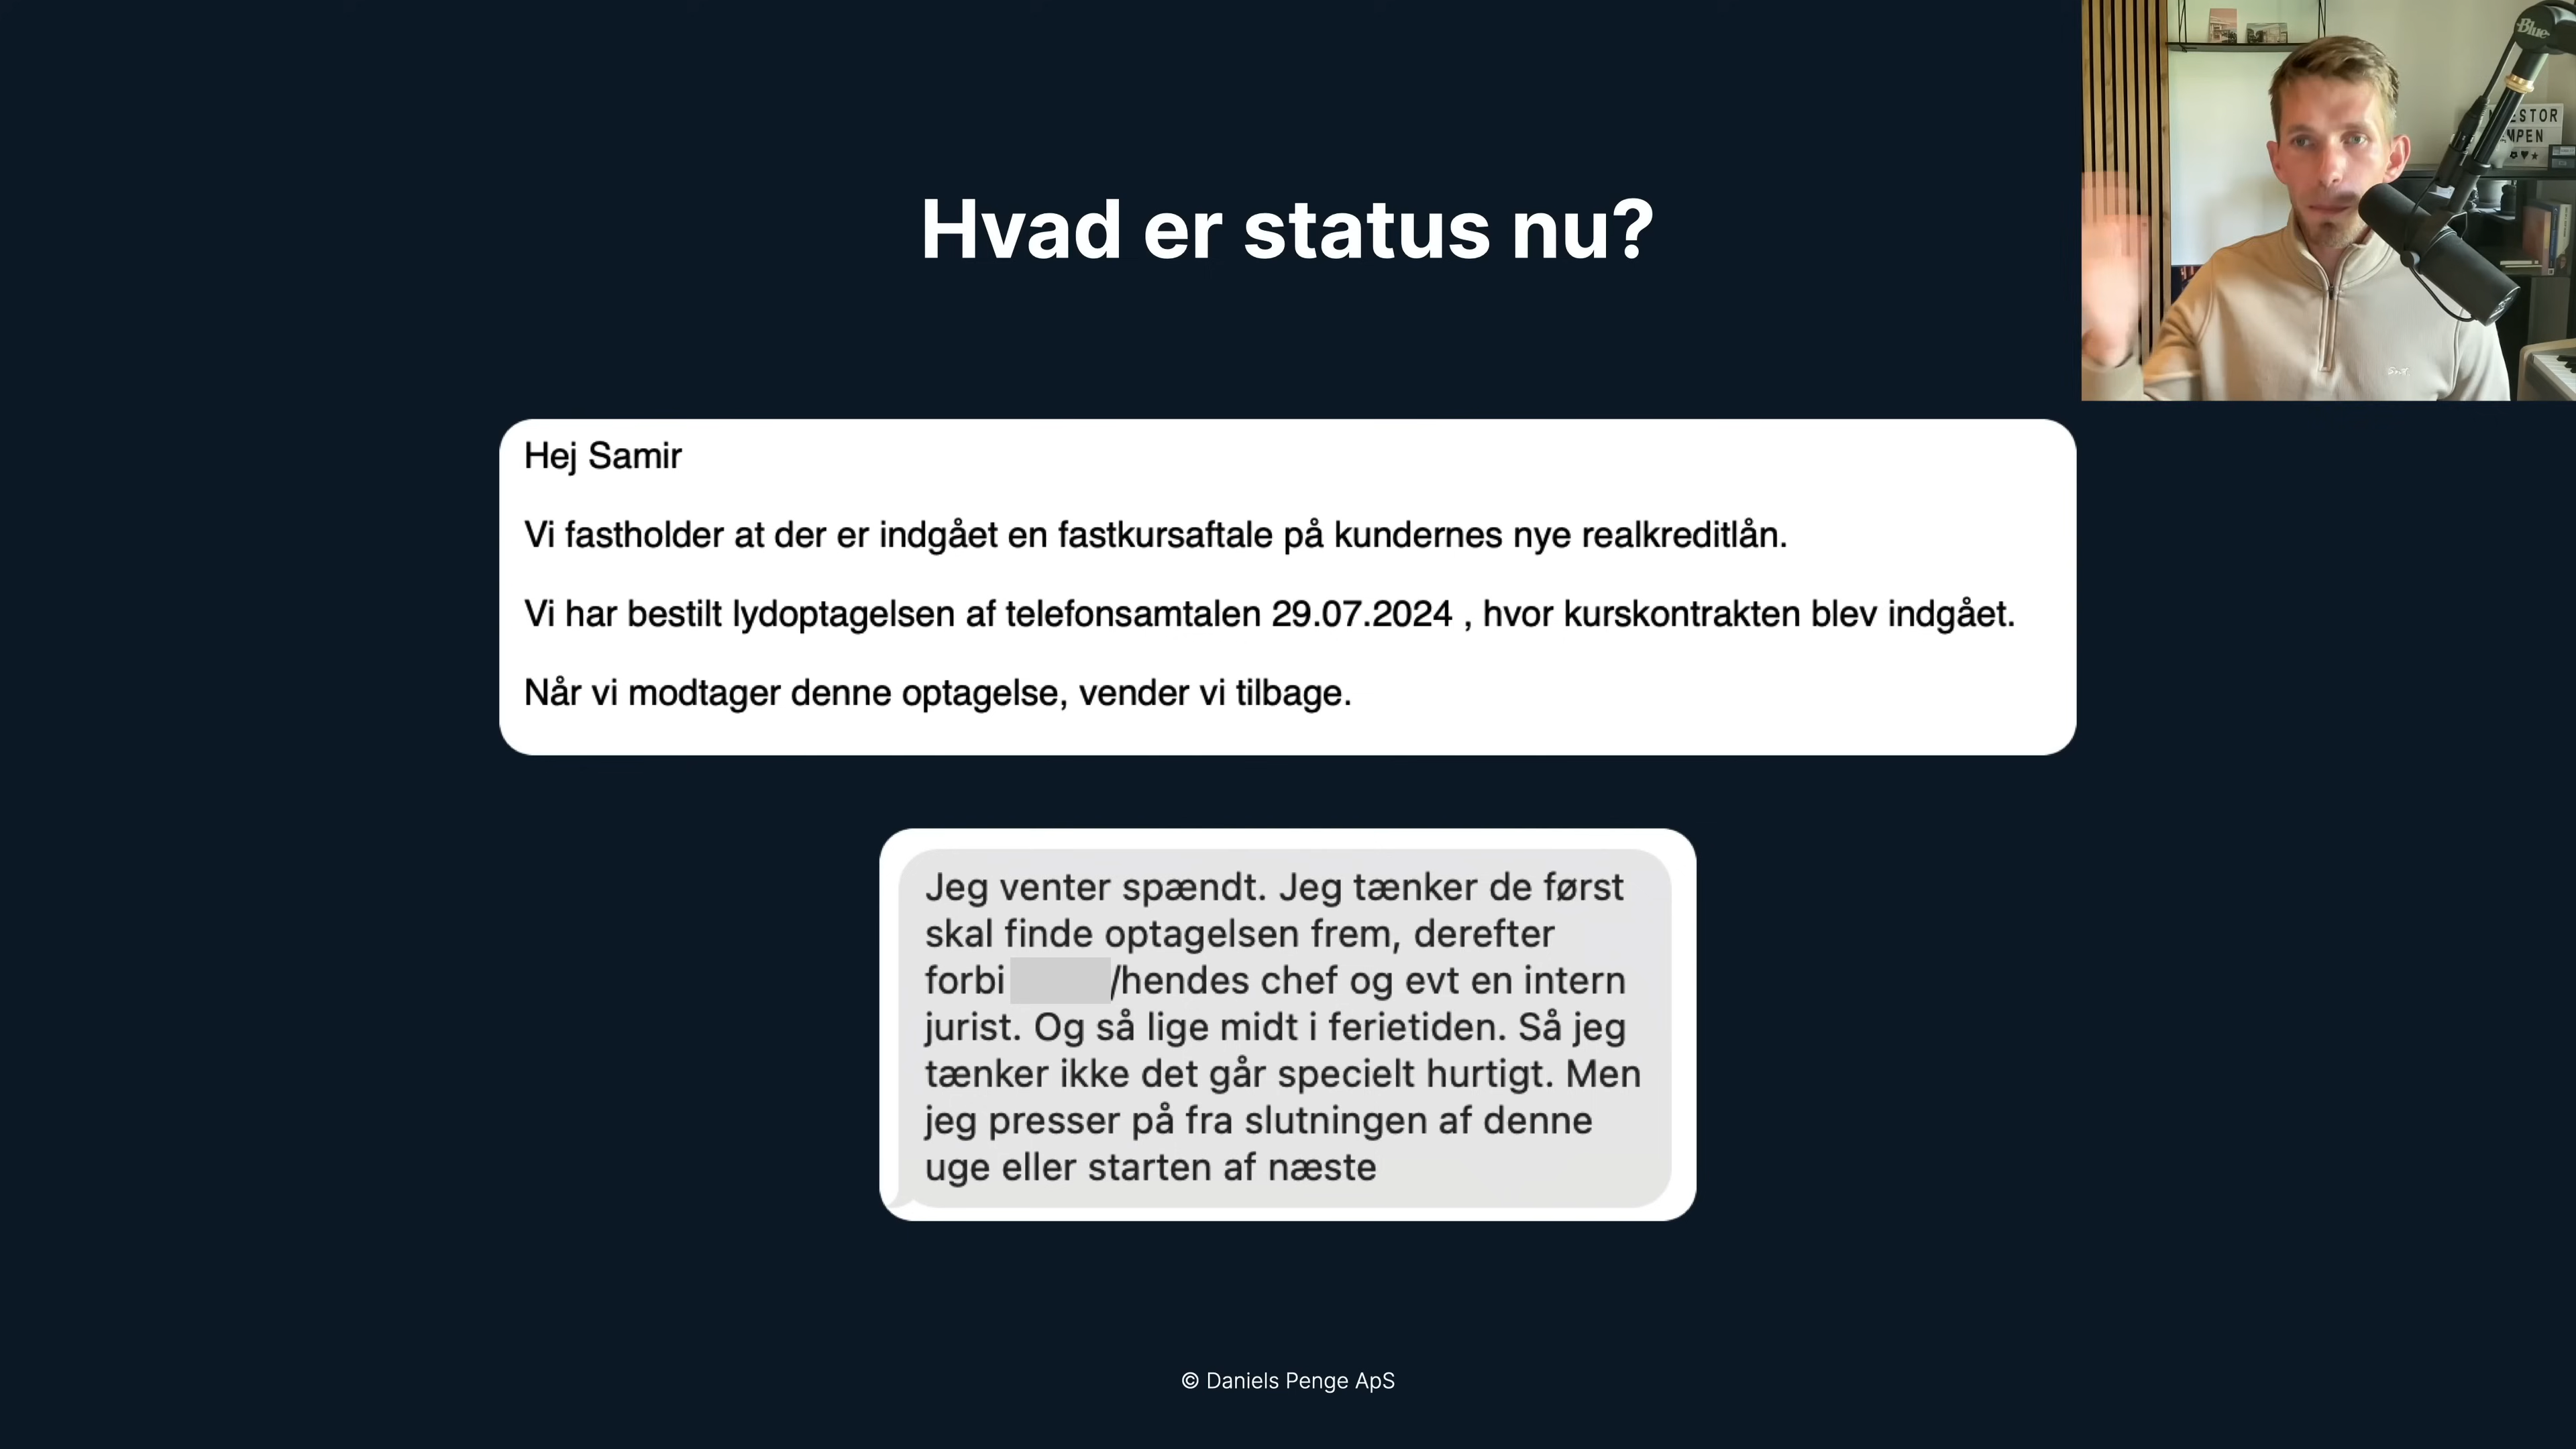 Hvad er status nu?
Blue
ESTOR
MPEN
Hej Samir
Vi fastholder at der er indgået en fastkursaftale på kundernes nye realkreditlån.
Vi har bestilt lydoptagelsen af telefonsamtalen 29.07.2024 , hvor kurskontrakten blev indgået.
Når vi modtager denne optagelse, vender vi tilbage.
Jeg venter spændt. Jeg tænker de først
skal finde optagelsen frem, derefter
forbi /hendes chef og evt en intern
jurist. Og så lige midt i ferietiden. Så jeg
tænker ikke det går specielt hurtigt. Men
jeg presser på fra slutningen af denne
uge eller starten af næste
© Daniels Penge ApS